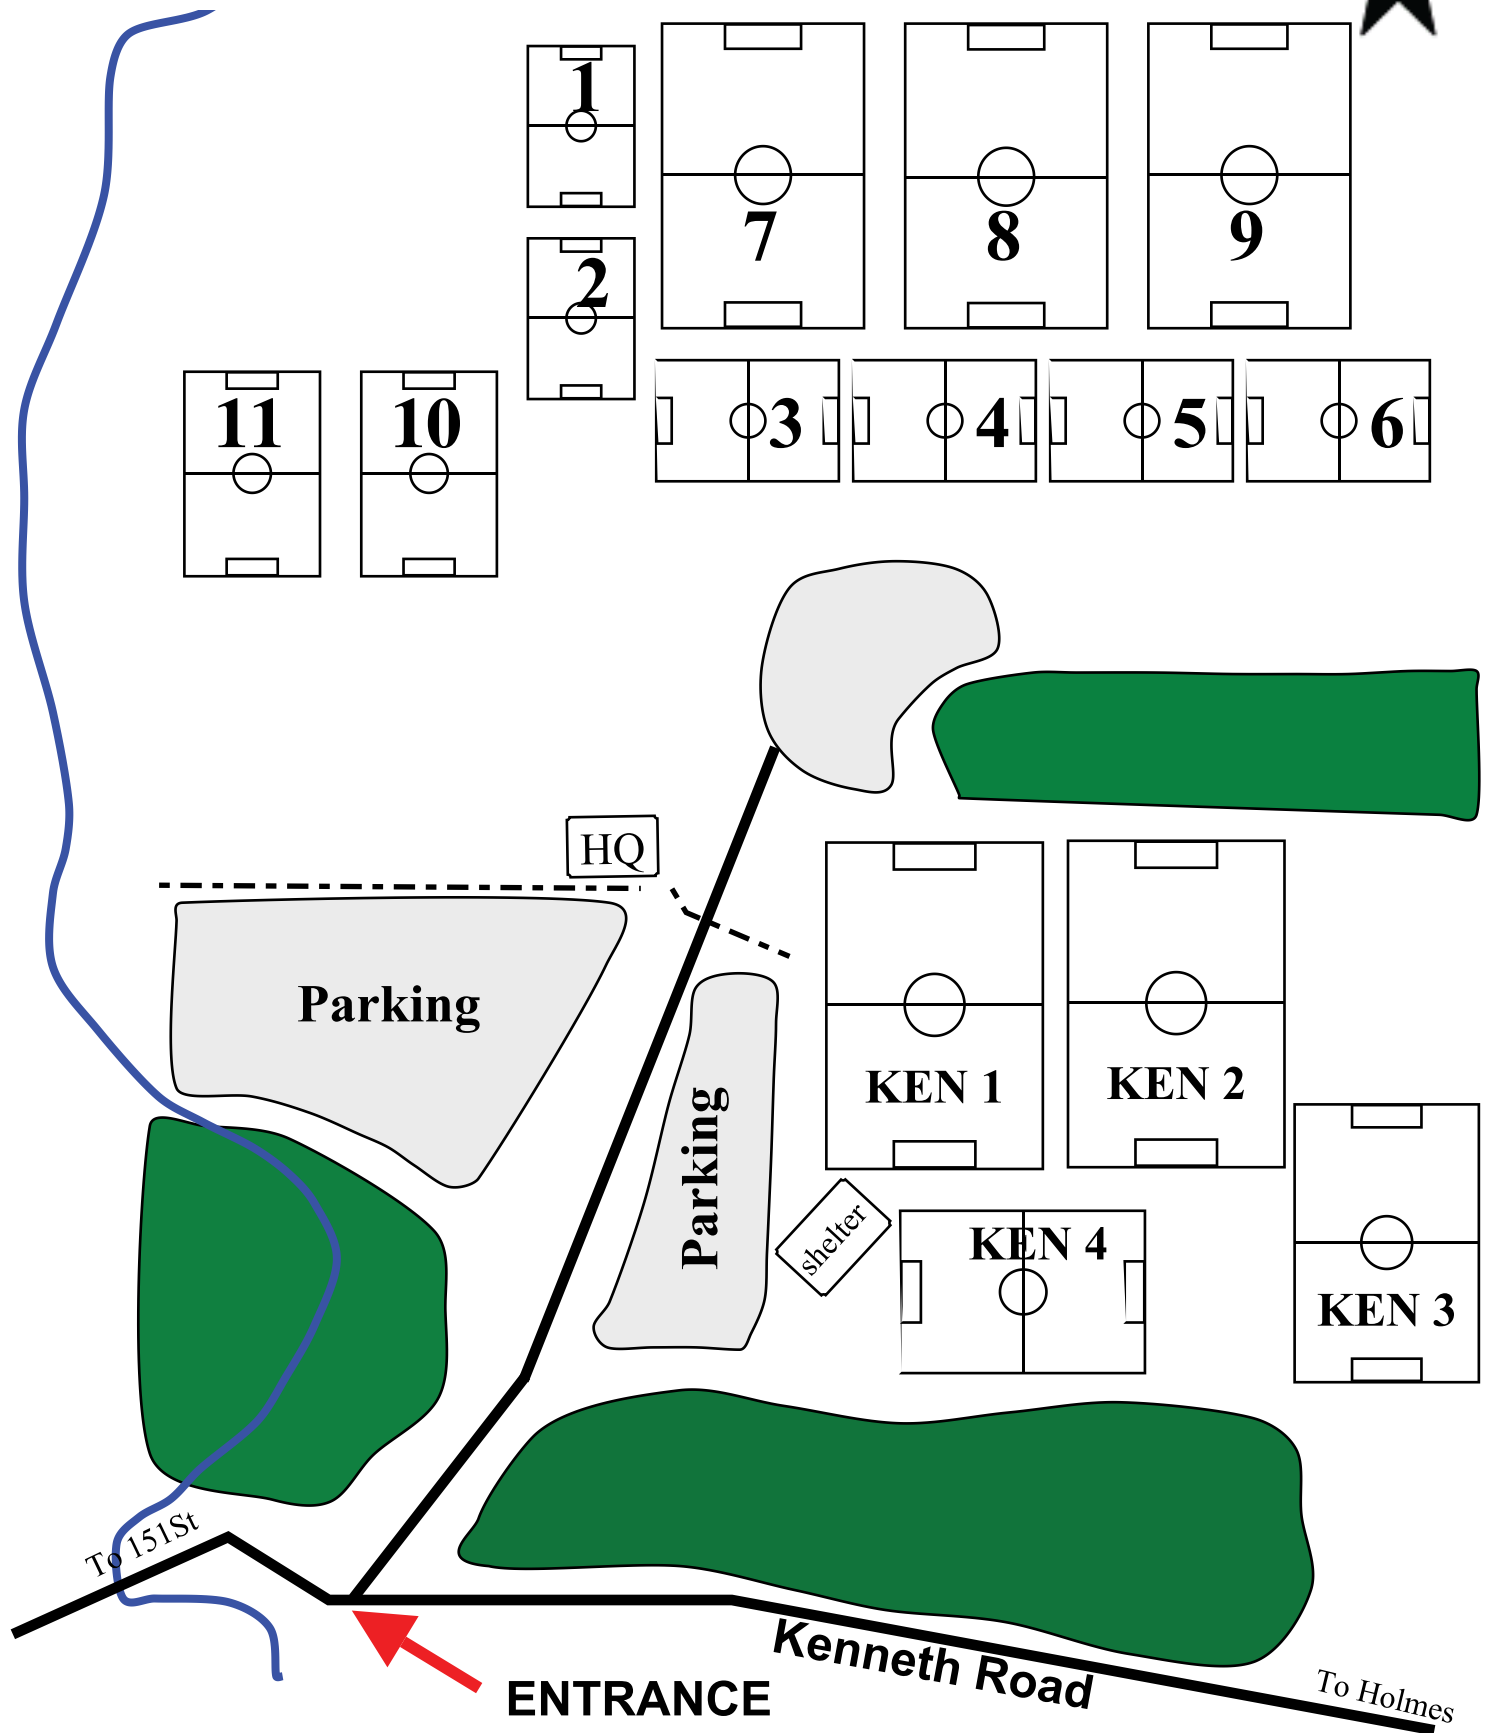 1
7
8
9
2
11
10
3
4
5
6
HQ
Parking
Parking
KEN 1
KEN 2
shelter
KEN 4
KEN 3
To 151St
Kenneth Road
To Holmes
ENTRANCE